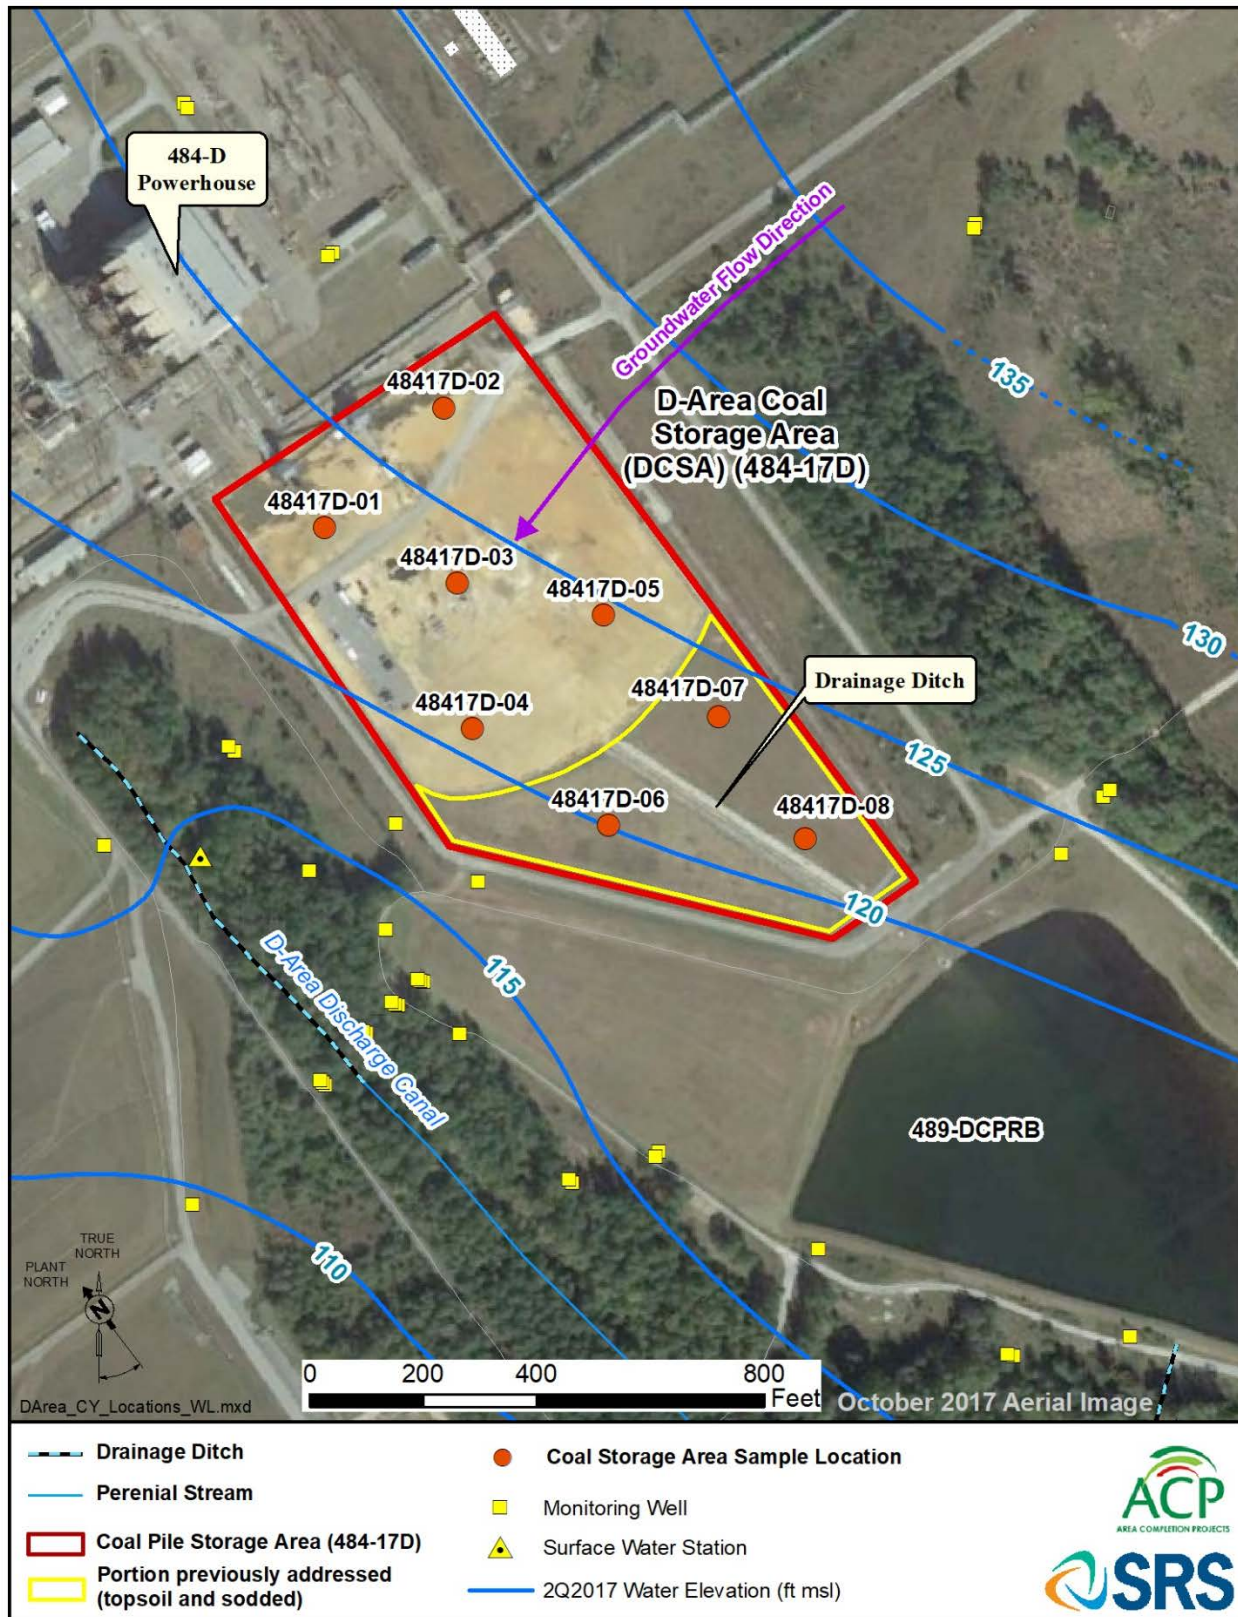 484-D
Powerhouse
Groundwater Flow Direction
135
48417D-02
D-Area Coal
Storage Area
(DCSA) (484-17D)
48417D-01
48417D-03
48417D-05
130
48417D-07
Drainage Ditch
48417D-04
125
48417D-06
48417D-08
120
D-Area Discharge Canal
115
489-DCPRB
110
TRUE
NORTH
PLANT
NORTH
N
0 200 400 800
Feet
DArea_CY_Locations_WL.mxd
October 2017 Aerial Image
Drainage Ditch
Perenial Stream
Coal Pile Storage Area (484-17D)
Portion previously addressed
(topsoil and sodded)
Coal Storage Area Sample Location
Monitoring Well
Surface Water Station
2Q2017 Water Elevation (ft msl)
ACP
AREA COMPLETION PROJECTS
SRS